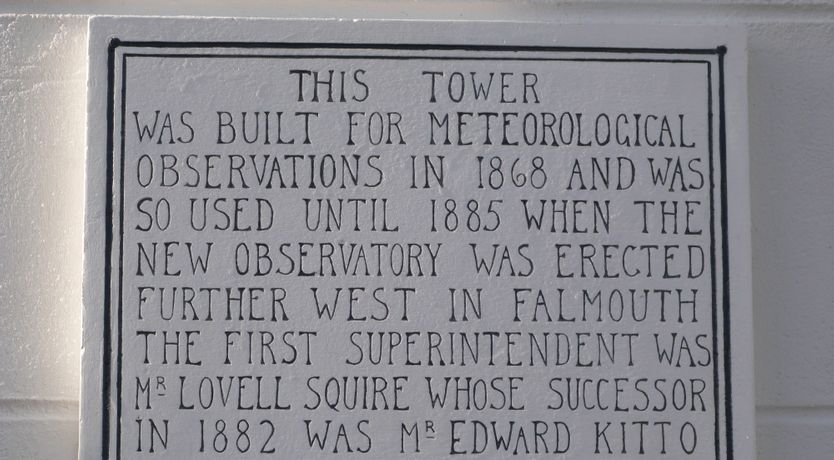 THIS TOWER
WAS BUILT FOR METEOROLOGICAL
OBSERVATIONS IN 1868 AND WAS
SO USED UNTIL 1885 WHEN THE
NEW OBSERVATORY WAS ERECTED
FURTHER WEST IN FALMOUTH
THE FIRST SUPERINTENDENT WAS
MR LOVELL SQUIRE WHOSE SUCCESSOR
IN 1882 WAS MR EDWARD KITTO